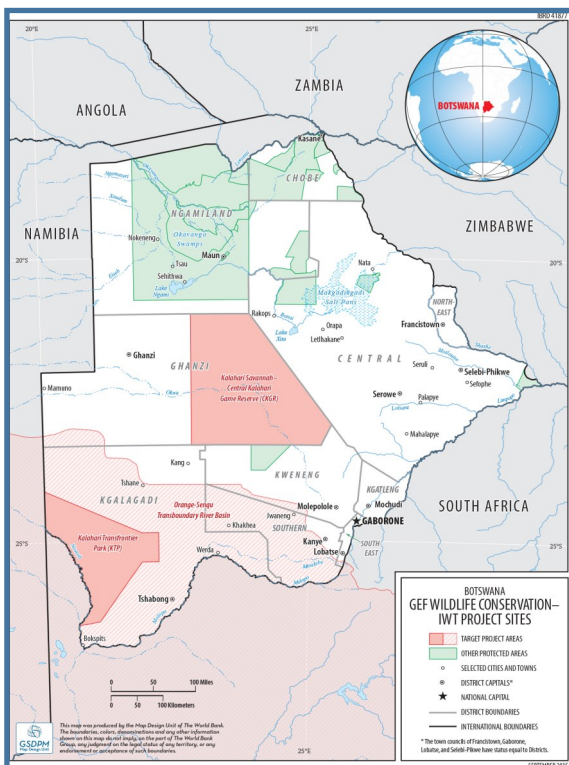 IBRD 41877
25°E
ZAMBIA
ANGOLA
BOTSWANA
Kasane
CHOBE
NGAMILAND
ZIMBABWE
NAMIBIA
Okavango
Swamps
Nokeneng
Maun
Tsau
Sehithwa
Lake
Ngami
20°S
20°S
Nata
Makgadikgadi
Salt Pans
NORTH-
EAST
Rakops
Lake
Xau
Orapa
Letlhakane
Francistown
Ghanzi
GHANZI
CENTRAL
Kalahari Savannah –
Central Kalahari
Game Reserve (CKGR)
Okwa
Mamuno
Seruli
Selebi-Phikwe
Sefophe
Serowe
Palapye
Lotsane
Limpopo
Mahalapye
Kang
KWENENG
KGATLENG
Tshane
KGALAGADI
Orange-Senqu
Transboundary River Basin
Molepolole
Mochudi
SOUTH AFRICA
Jwaneng
SOUTHERN
GABORONE
Khakhea
Kanye
Lobatse
SOUTH
EAST
Kalahari Transfrontier
Park (KTP)
25°S
25°S
Werda
Molopo
Tshabong
Bokspits
0 50 100 Miles
0 50 100 Kilometers
BOTSWANA
GEF WILDLIFE CONSERVATION–
IWT PROJECT SITES
TARGET PROJECT AREAS
OTHER PROTECTED AREAS
SELECTED CITIES AND TOWNS
DISTRICT CAPITALS*
NATIONAL CAPITAL
DISTRICT BOUNDARIES
INTERNATIONAL BOUNDARIES
* The town councils of Francistown, Gaborone,
Lobatse, and Selebi-Pikwe have status equal to Districts.
GSDPM
Map Design Unit
This map was produced by the Map Design Unit of The World Bank.
The boundaries, colors, denominations and any other information
shown on this map do not imply, on the part of The World Bank
Group, any judgment on the legal status of any territory, or any
endorsement or acceptance of such boundaries.
25°E